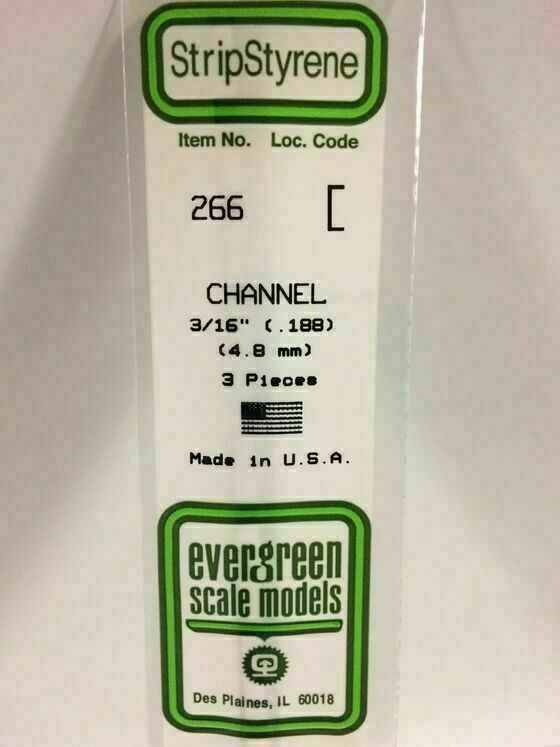 StripStyrene
Item No. Loc. Code
266
CHANNEL
3/16" (.188)
(4.8 mm)
3 Pieces
Made in U.S.A.
evergreen
scale models
Des Plaines, IL 60018